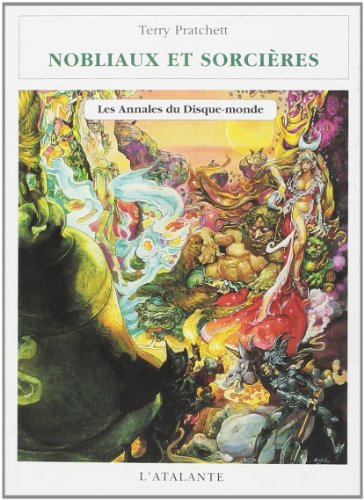 Terry Pratchett
NOBLIAUX ET SORCIÈRES
Les Annales du Disque-monde
L'ATALANTE